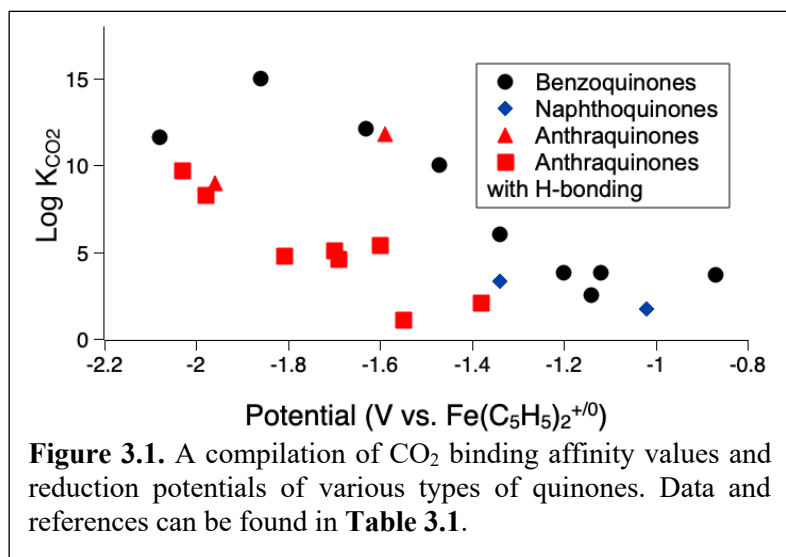 15
10
5
0
Log K_CO2
-2.2 -2 -1.8 -1.6 -1.4 -1.2 -1 -0.8
Potential (V vs. Fe(C5H5)2+/0)
Benzoquinones
Naphthoquinones
Anthraquinones
Anthraquinones
with H-bonding
Figure 3.1. A compilation of CO2 binding affinity values and
reduction potentials of various types of quinones. Data and
references can be found in Table 3.1.